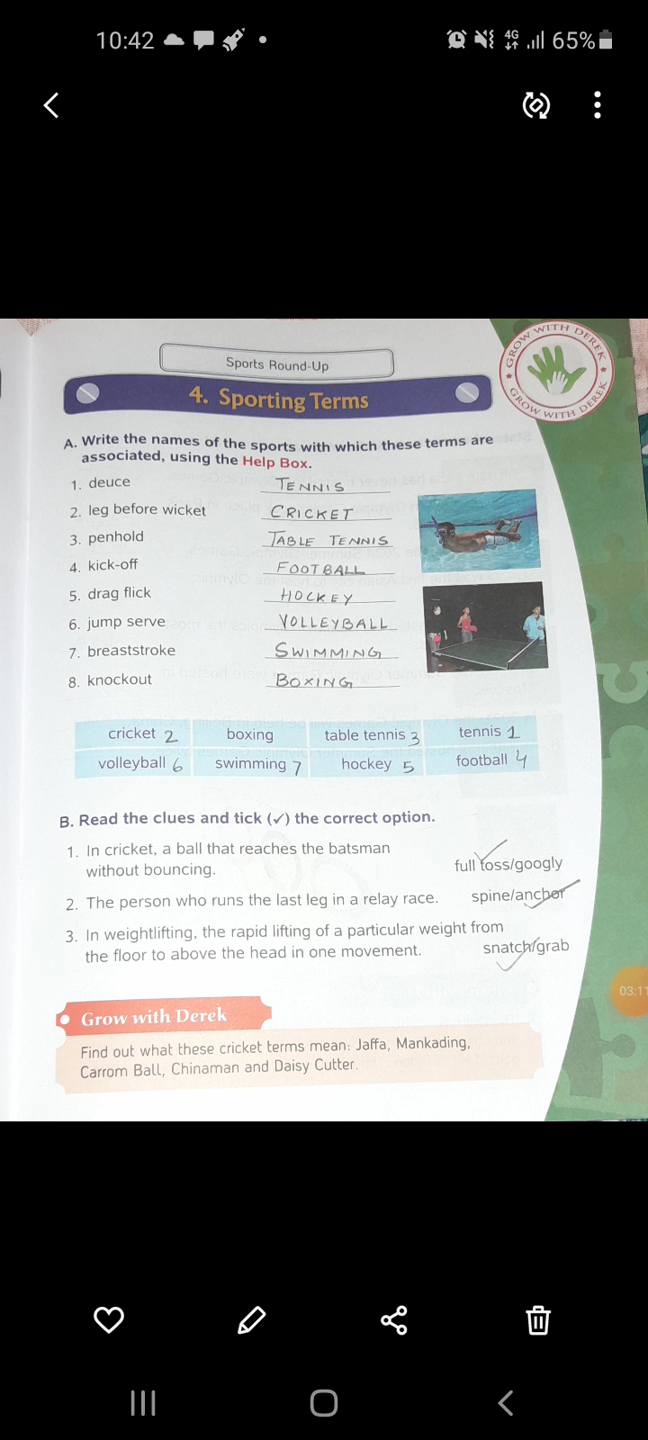 10:42
4G
65%
GROW WITH DEREK
GROW WITH DEREK
Sports Round-Up
4. Sporting Terms
A. Write the names of the sports with which these terms are
associated, using the Help Box.
1. deuce TENNIS
2. leg before wicket CRICKET
3. penhold TABLE TENNIS
4. kick-off FOOTBALL
5. drag flick HOCKEY
6. jump serve VOLLEYBALL
7. breaststroke SWIMMING
8. knockout BOXING
cricket 2 boxing table tennis 3 tennis 1
volleyball 6 swimming 7 hockey 5 football 4
B. Read the clues and tick (✓) the correct option.
1. In cricket, a ball that reaches the batsman
without bouncing. full toss/googly
2. The person who runs the last leg in a relay race. spine/anchor
3. In weightlifting, the rapid lifting of a particular weight from
the floor to above the head in one movement. snatch/grab
03:11
Grow with Derek
Find out what these cricket terms mean: Jaffa, Mankading,
Carrom Ball, Chinaman and Daisy Cutter.